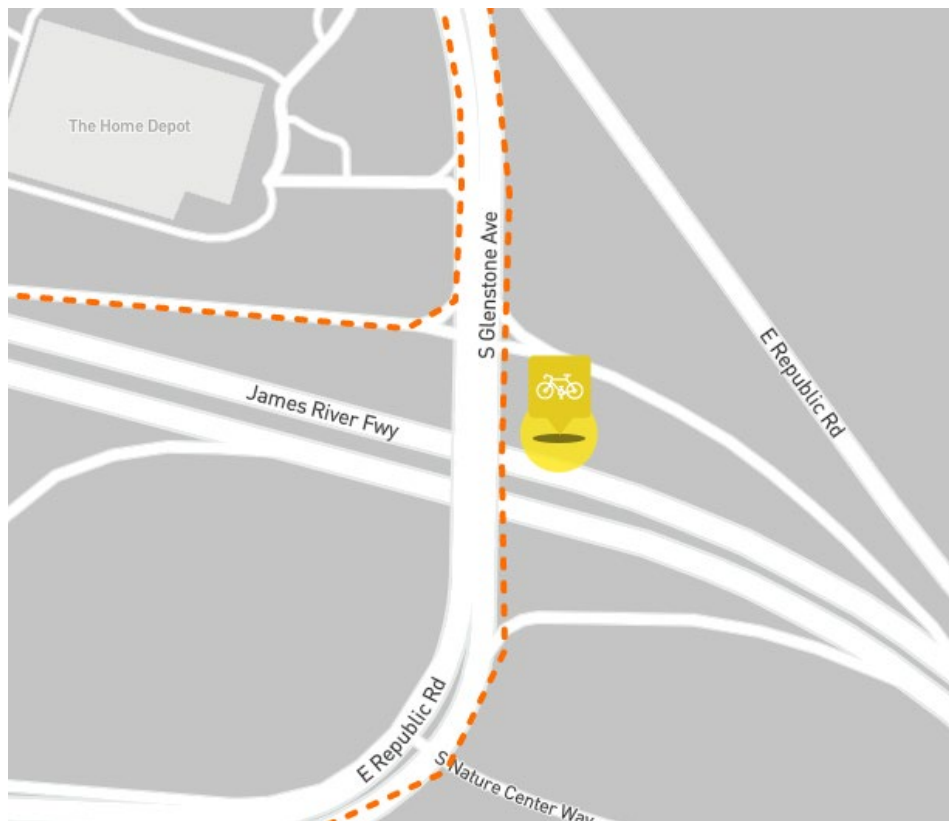 The Home Depot
S Glenstone Ave
E Republic Rd
James River Fwy
E Republic Rd
S Nature Center Way